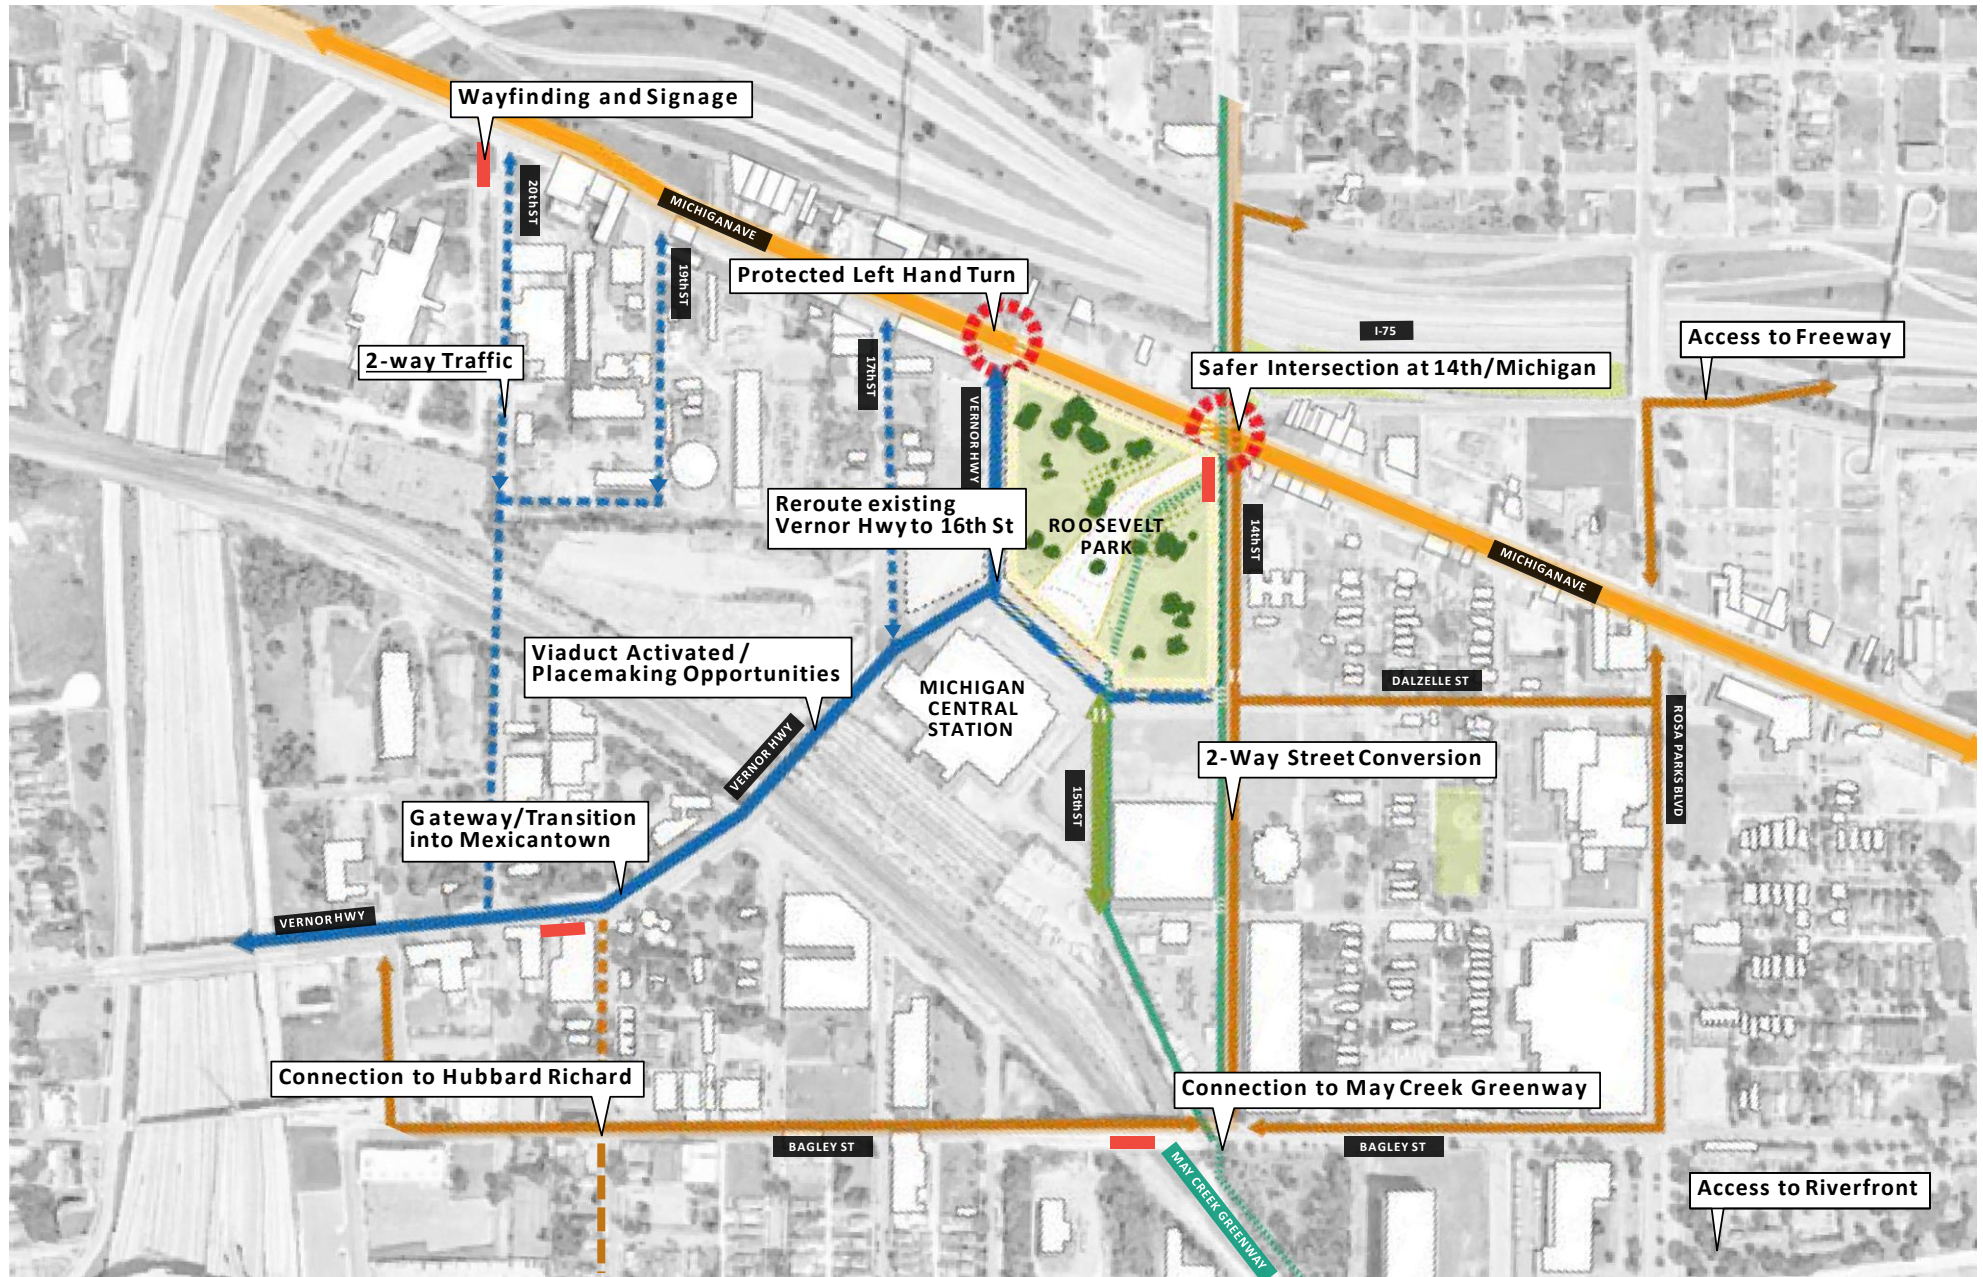 Wayfinding and Signage
20th ST
MICHIGAN AVE
19th ST
Protected Left Hand Turn
I-75
Access to Freeway
2-way Traffic
17th ST
Safer Intersection at 14th/Michigan
VERNOR HWY
Reroute existing
Vernor Hwy to 16th St
ROOSEVELT
PARK
14th ST
MICHIGAN AVE
Viaduct Activated /
Placemaking Opportunities
MICHIGAN
CENTRAL
STATION
DALZELLE ST
ROSA PARKS BLVD
VERNOR HWY
2-Way Street Conversion
15th ST
Gateway/Transition
into Mexicantown
VERNOR HWY
Connection to Hubbard Richard
Connection to May Creek Greenway
BAGLEY ST
BAGLEY ST
MAY CREEK GREENWAY
Access to Riverfront